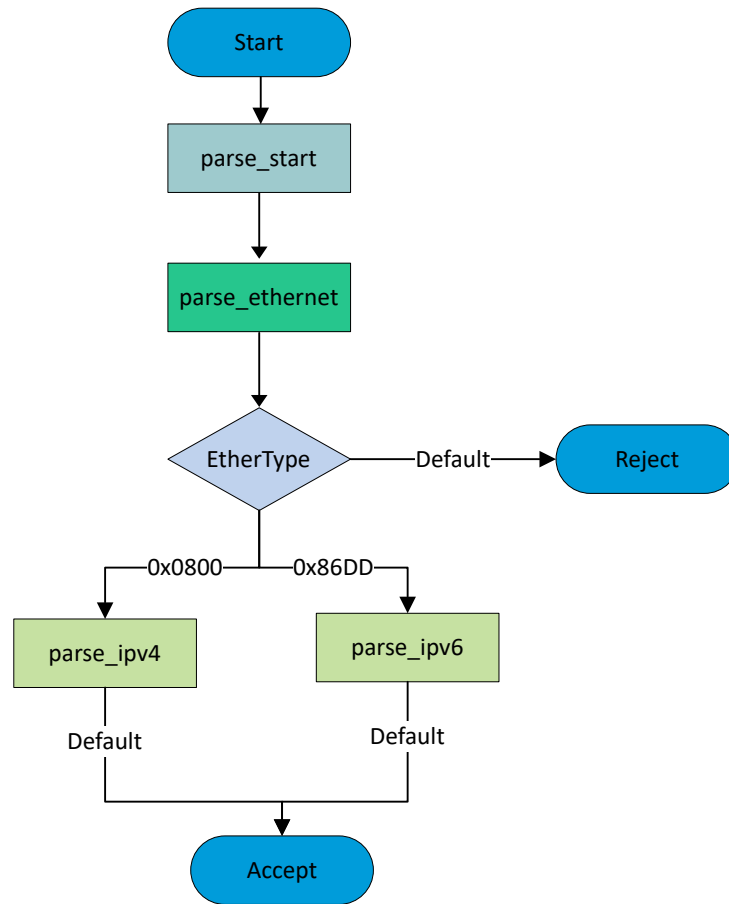 Start
parse_start
parse_ethernet
EtherType
Default
Reject
0x0800
0x86DD
parse_ipv4
parse_ipv6
Default
Default
Accept